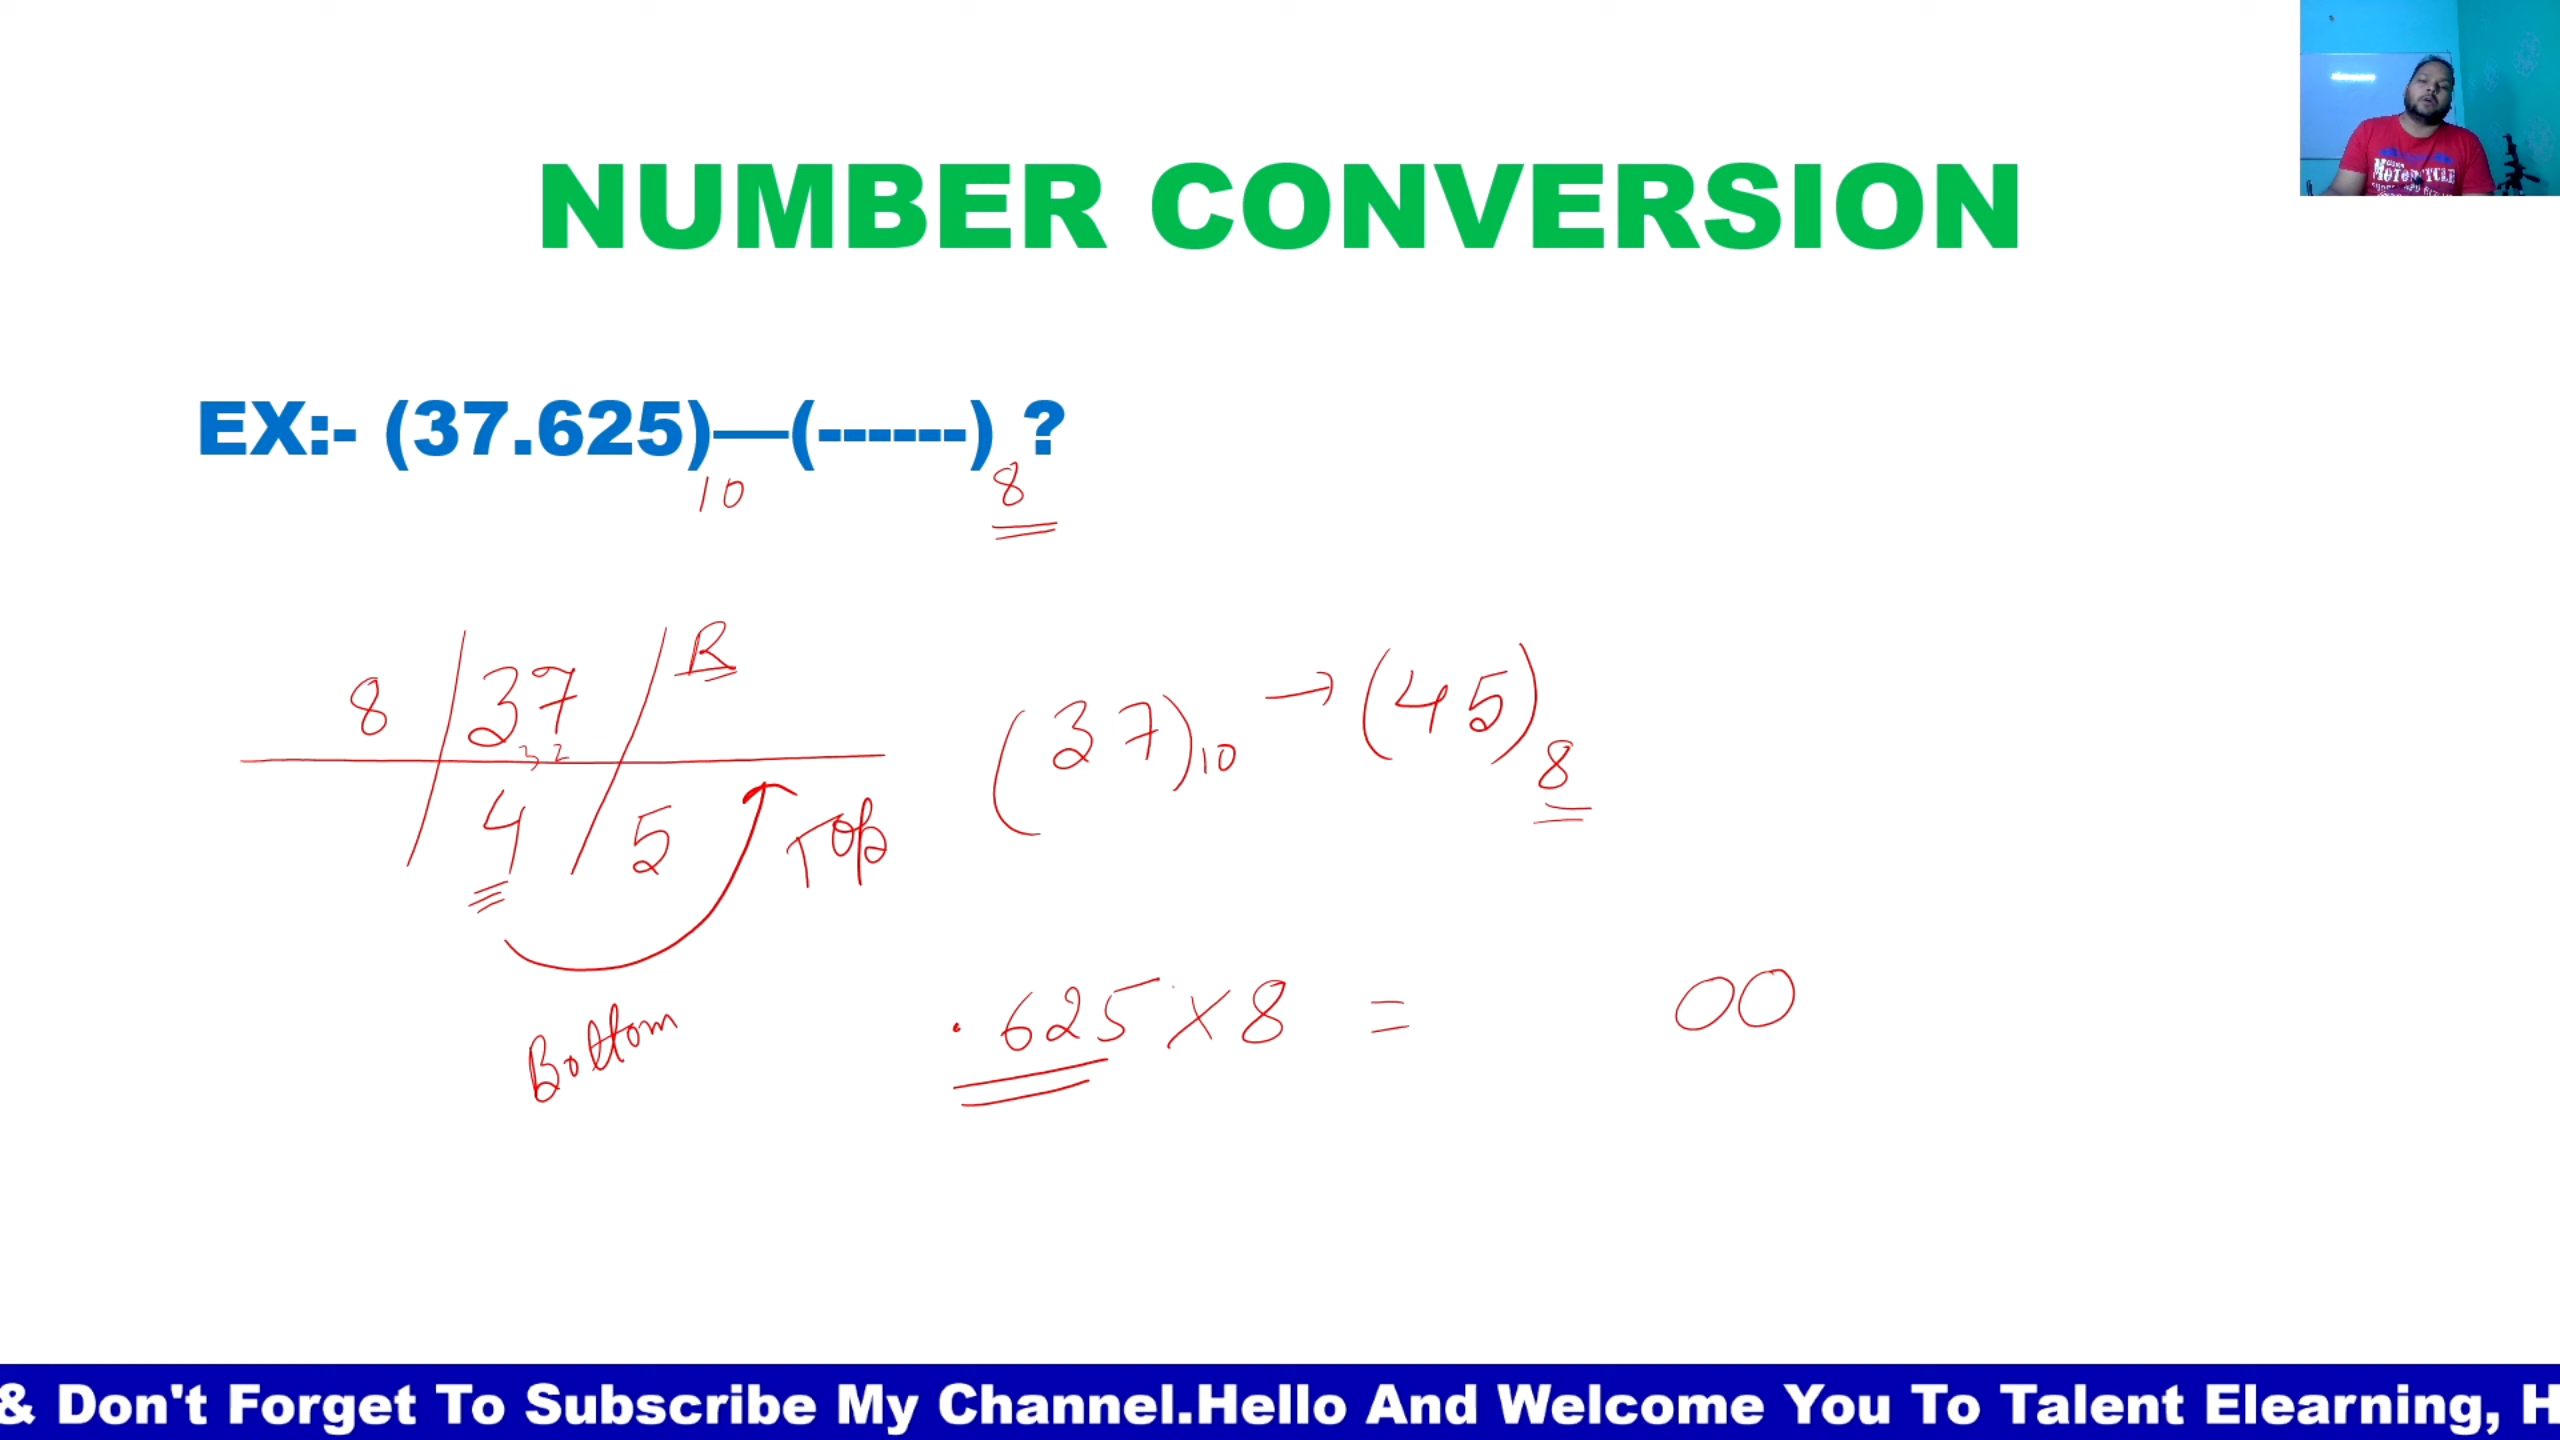 MOTORCYCLE
NUMBER CONVERSION
EX:- (37.625)—(------) ?
10 8
8 37 R
32
4 5
Top
Bottom
(37)10 → (45)8
.625 × 8 = 00
& Don't Forget To Subscribe My Channel.Hello And Welcome You To Talent Elearning, H